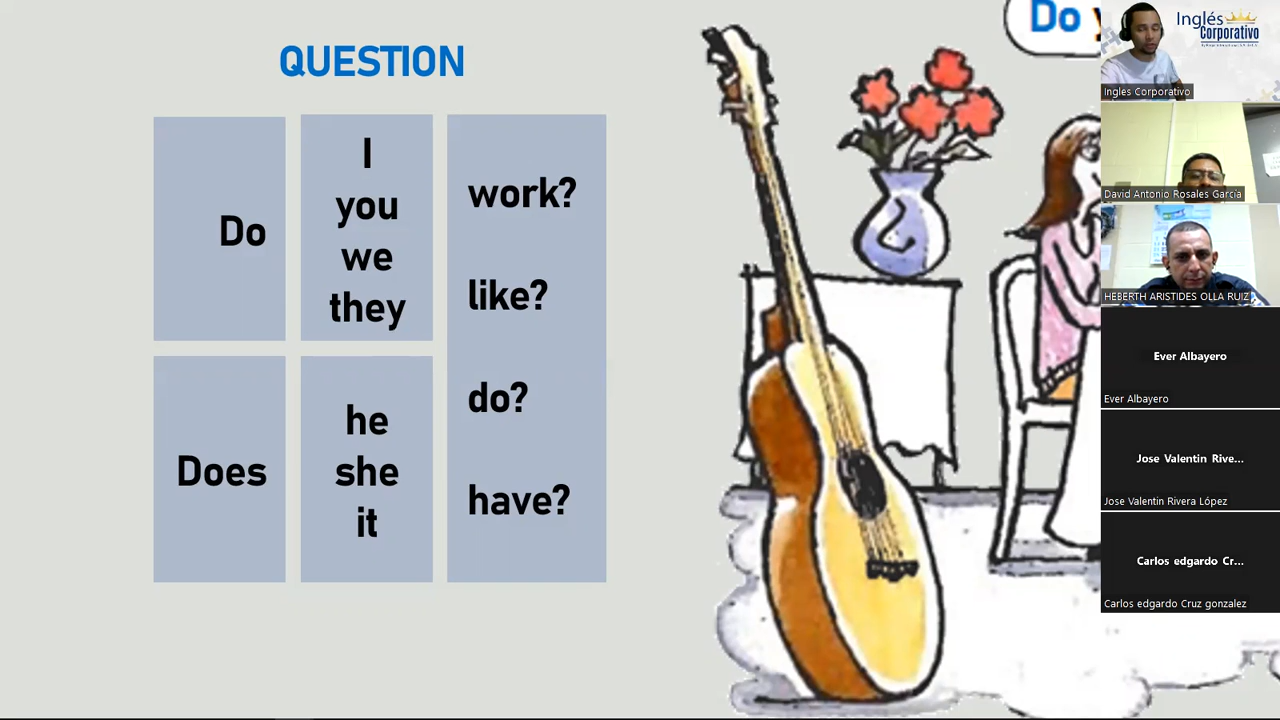 QUESTION
Do
I
you
we
they
Does
he
she
it
work?
like?
do?
have?
Do
Inglés
Corporativo
Ingles Corporativo
David Antonio Rosales García
HEBERTH ARISTIDES OLLA RUIZ
Ever Albayero
Ever Albayero
Jose Valentin Rive...
Jose Valentin Rivera López
Carlos edgardo Cr...
Carlos edgardo Cruz gonzalez